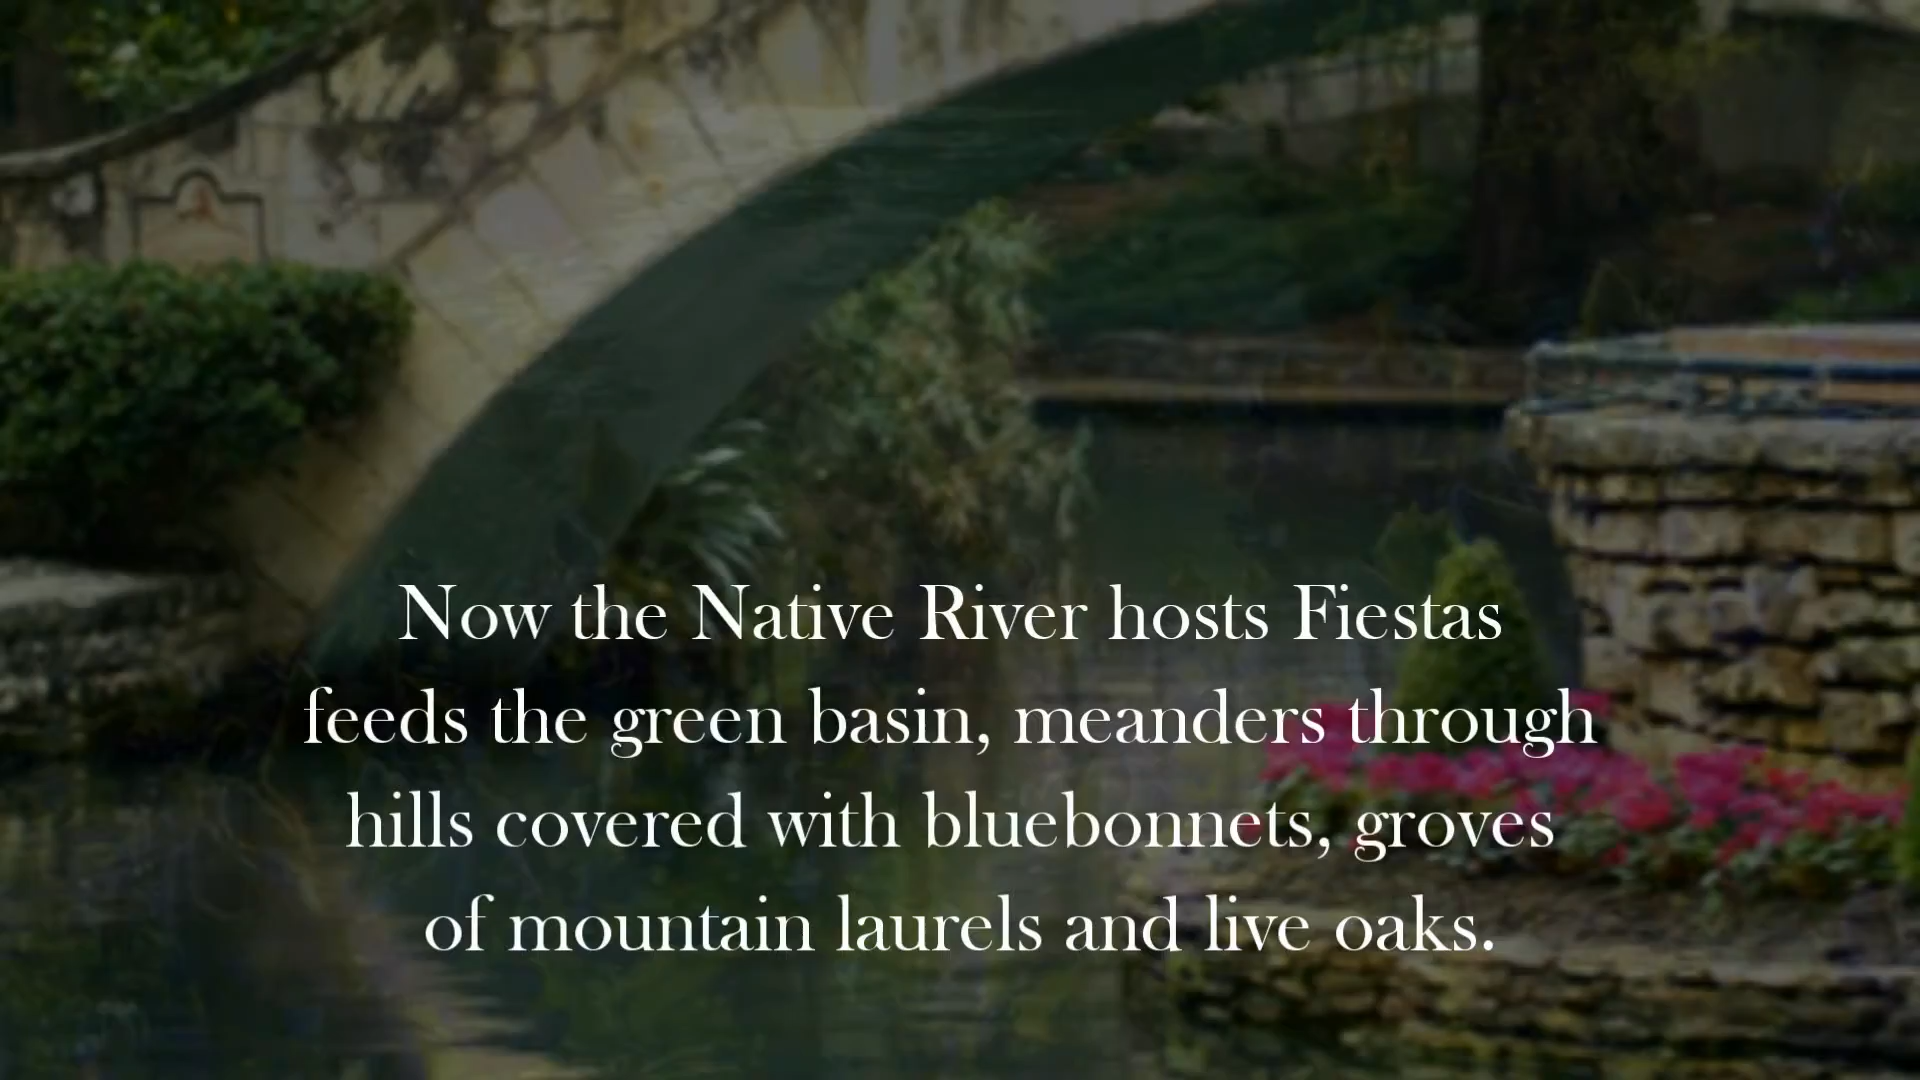 Now the Native River hosts Fiestas
feeds the green basin, meanders through
hills covered with bluebonnets, groves
of mountain laurels and live oaks.